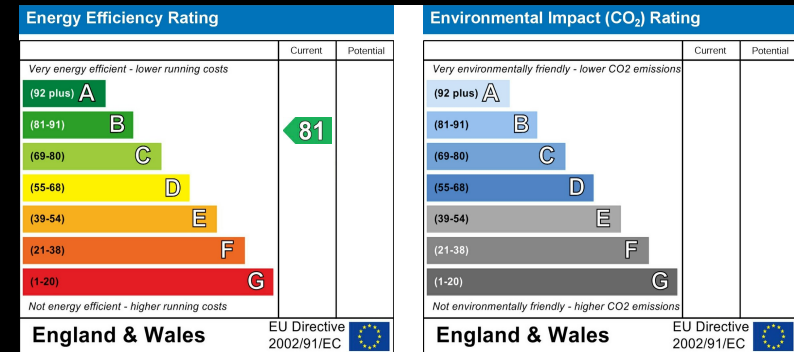 Energy Efficiency Rating
Current Potential
Very energy efficient - lower running costs
(92 plus) A
(81-91) B
81
(69-80) C
(55-68) D
(39-54) E
(21-38) F
(1-20) G
Not energy efficient - higher running costs
England & Wales
EU Directive
2002/91/EC
Environmental Impact (CO₂) Rating
Current Potential
Very environmentally friendly - lower CO2 emissions
(92 plus) A
(81-91) B
(69-80) C
(55-68) D
(39-54) E
(21-38) F
(1-20) G
Not environmentally friendly - higher CO2 emissions
England & Wales
EU Directive
2002/91/EC